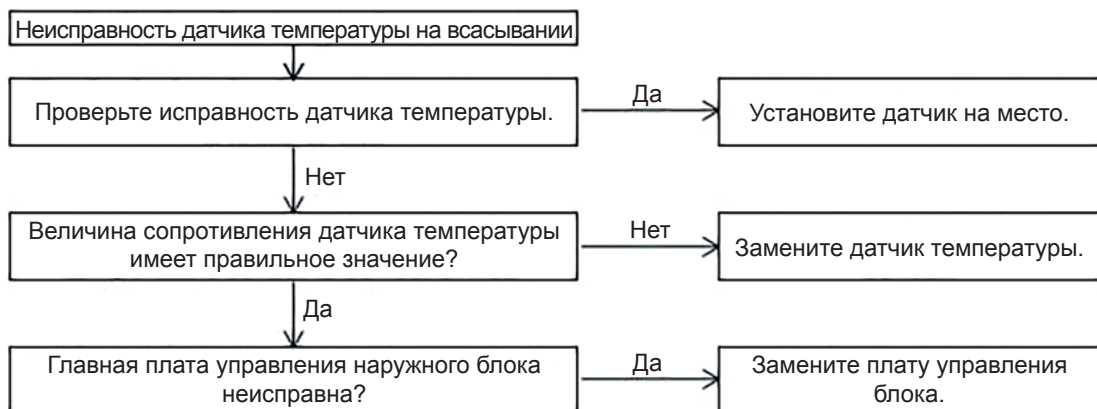 Неисправность датчика температуры на всасывании
Проверьте исправность датчика температуры.
Да
Установите датчик на место.
Нет
Величина сопротивления датчика температуры
имеет правильное значение?
Нет
Замените датчик температуры.
Да
Главная плата управления наружного блока
неисправна?
Да
Замените плату управления
блока.